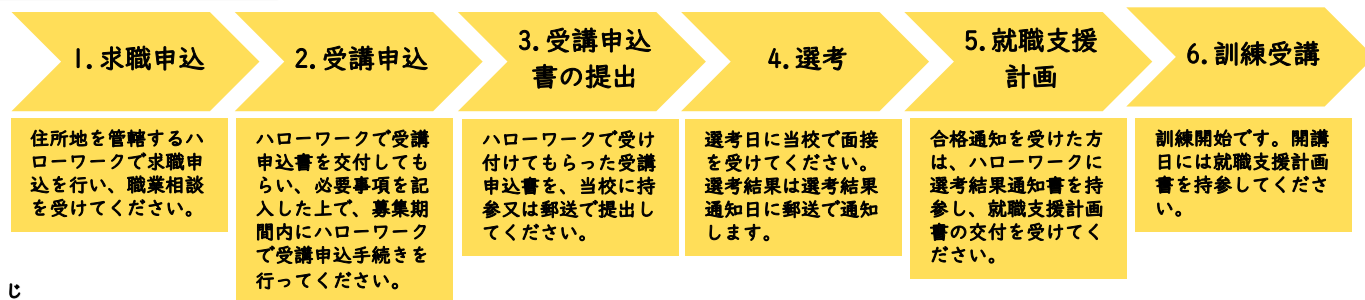 1. 求職申込
住所地を管轄するハ
ローワークで求職申
込を行い、職業相談
を受けてください。
2. 受講申込
ハローワークで受講
申込書を交付しても
らい、必要事項を記
入した上で、募集期
間内にハローワーク
で受講申込手続きを
行ってください。
3. 受講申込
書の提出
ハローワークで受け
付けてもらった受講
申込書を、当校に持
参又は郵送で提出し
てください。
4. 選考
選考日に当校で面接
を受けてください。
選考結果は選考結果
通知日に郵送で通知
します。
5. 就職支援
計画
合格通知を受けた方
は、ハローワークに
選考結果通知書を持
参し、就職支援計画
書の交付を受けてく
ださい。
6. 訓練受講
訓練開始です。開講
日には就職支援計画
書を持参してくださ
い。
じ